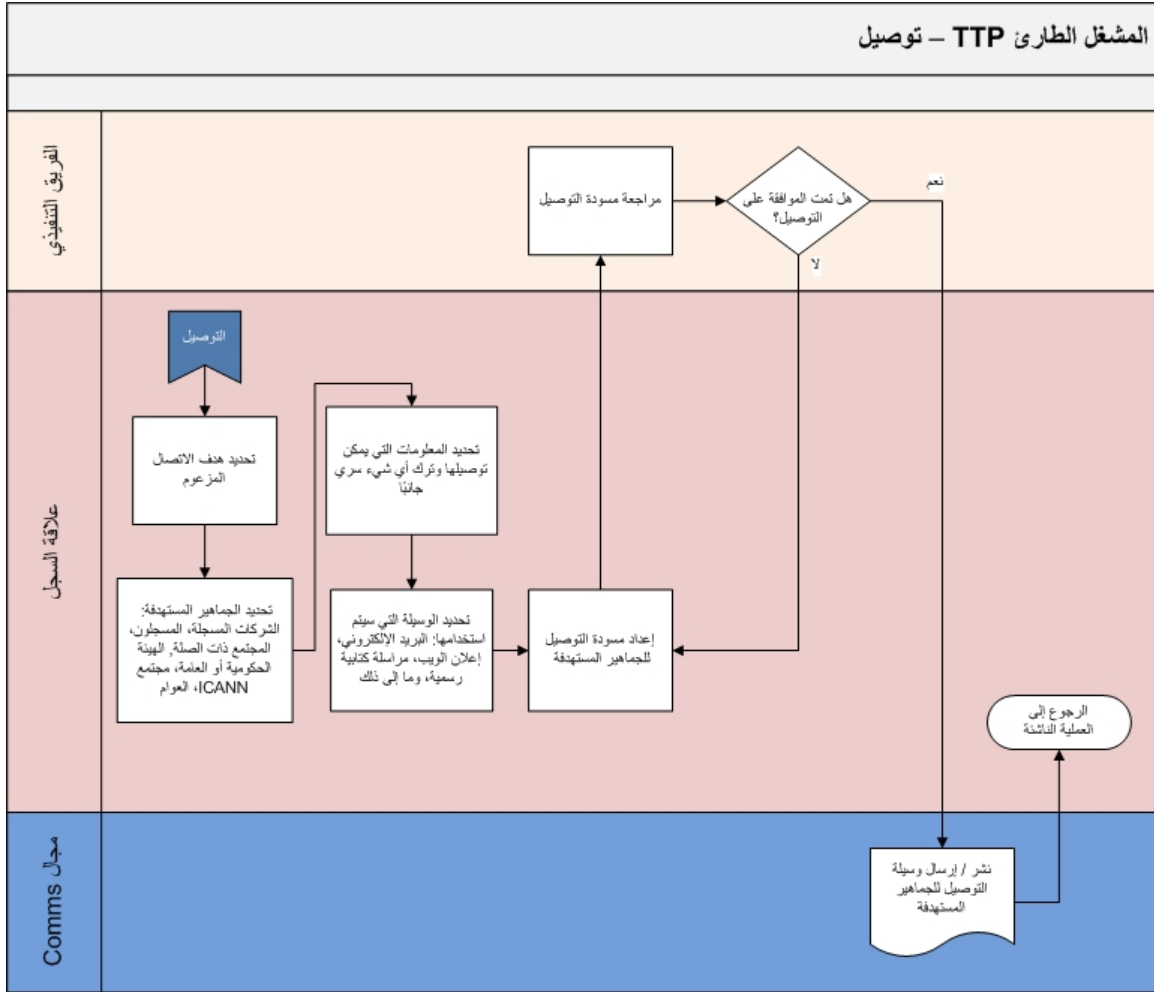 المشغل الطارئ TTP – توصيل
الفريق التنفيذي
مراجعة مسودة التوصيل
هل تمت الموافقة على
التوصيل؟
نعم
لا
علاقة السجل
التوصيل
تحديد هدف الاتصال
المزعوم
تحديد الجماهير المستهدفة:
الشركات المسجلة، المسجلون،
المجتمع ذات الصلة, الهيئة
الحكومية أو العامة، مجتمع
ICANN، العوام
تحديد المعلومات التي يمكن
توصيلها وترك أي شيء سري
جانبًا
تحديد الوسيلة التي سيتم
استخدامها: البريد الإلكتروني،
إعلان الويب، مراسلة كتابية
رسمية، وما إلى ذلك
إعداد مسودة التوصيل
للجماهير المستهدفة
الرجوع إلى
العملية الناشئة
مجال Comms
نشر / إرسال وسيلة
التوصيل للجماهير
المستهدفة